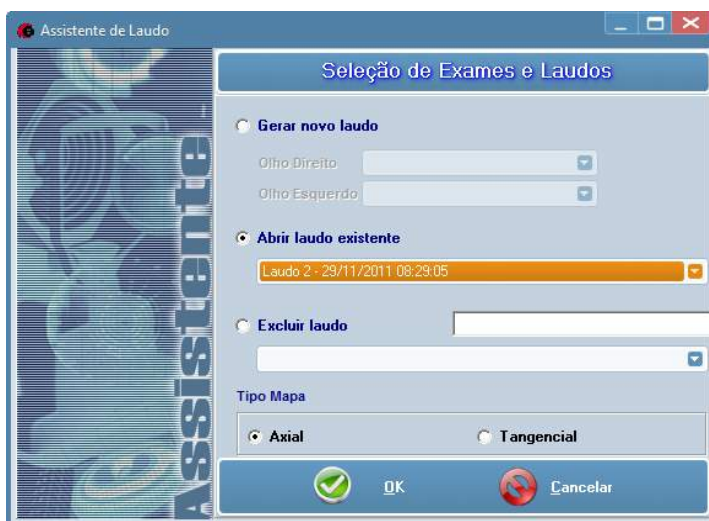 Assistente de Laudo
Assistente
Seleção de Exames e Laudos
Gerar novo laudo
Olho Direito
Olho Esquerdo
Abrir laudo existente
Laudo 2 - 29/11/2011 08:29:05
Excluir laudo
Tipo Mapa
Axial
Tangencial
OK
Cancelar